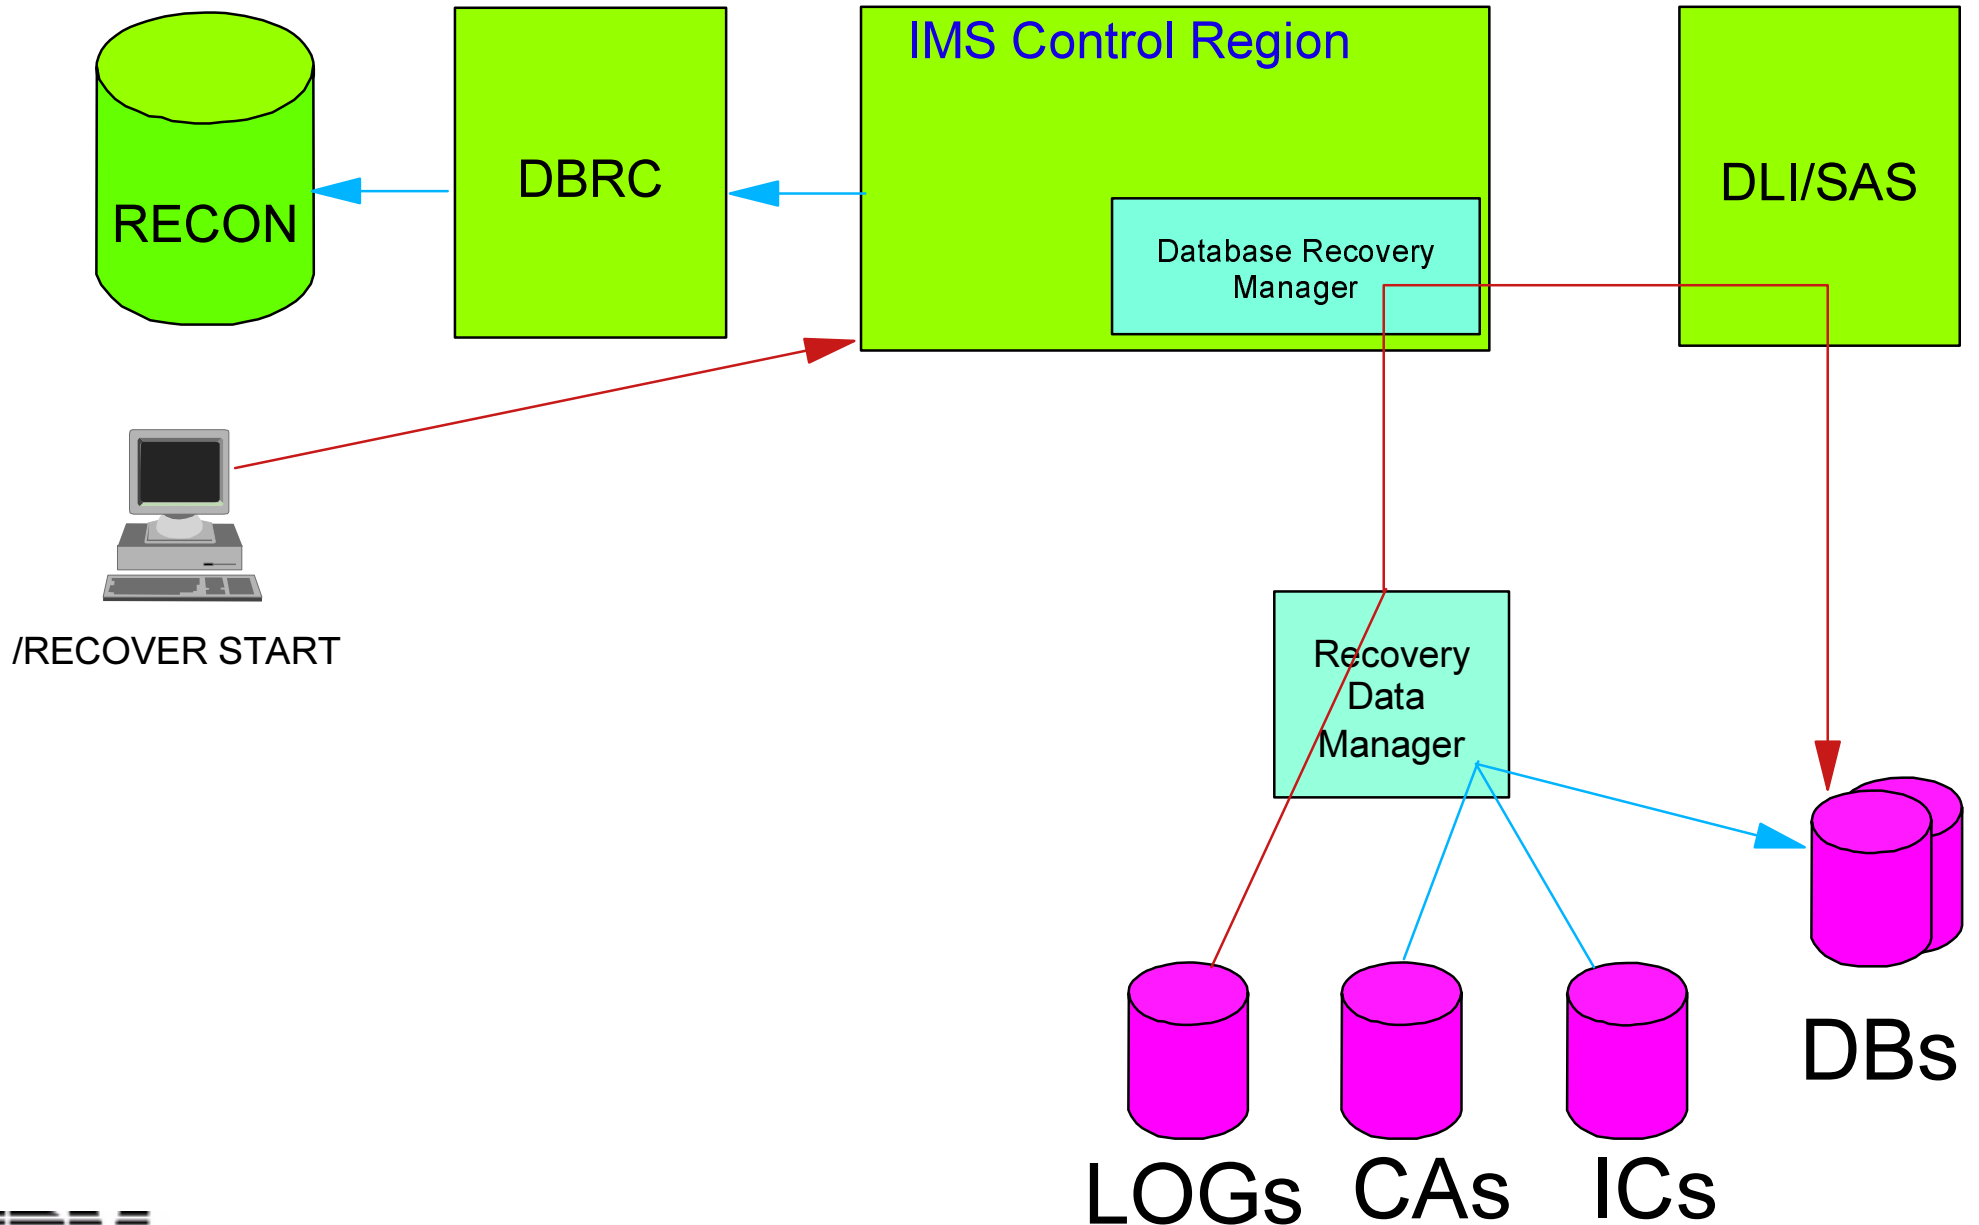 IMS Control Region
RECON
DBRC
DLI/SAS
Database Recovery
Manager
/RECOVER START
Recovery
Data
Manager
DBs
LOGs
CAs
ICs